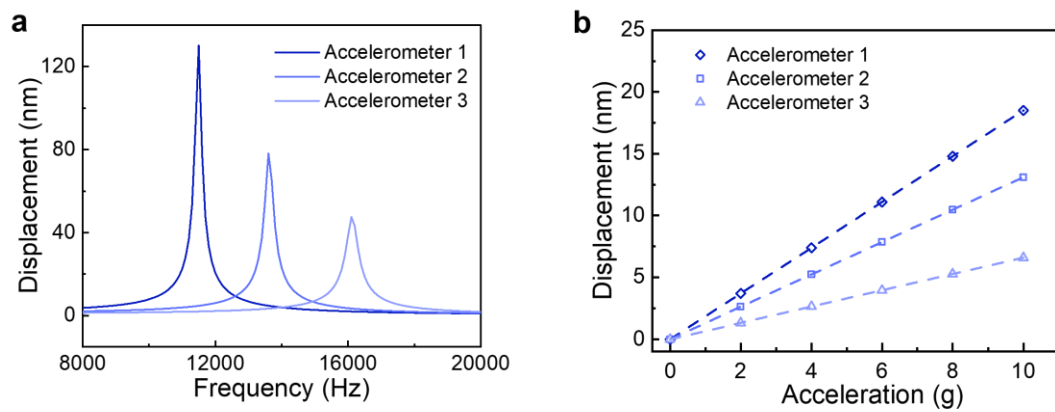 a
Displacement (nm)
120
80
40
0
8000
12000
16000
20000
Frequency (Hz)
Accelerometer 1
Accelerometer 2
Accelerometer 3
b
Displacement (nm)
25
20
15
10
5
0
0
2
4
6
8
10
Acceleration (g)
Accelerometer 1
Accelerometer 2
Accelerometer 3